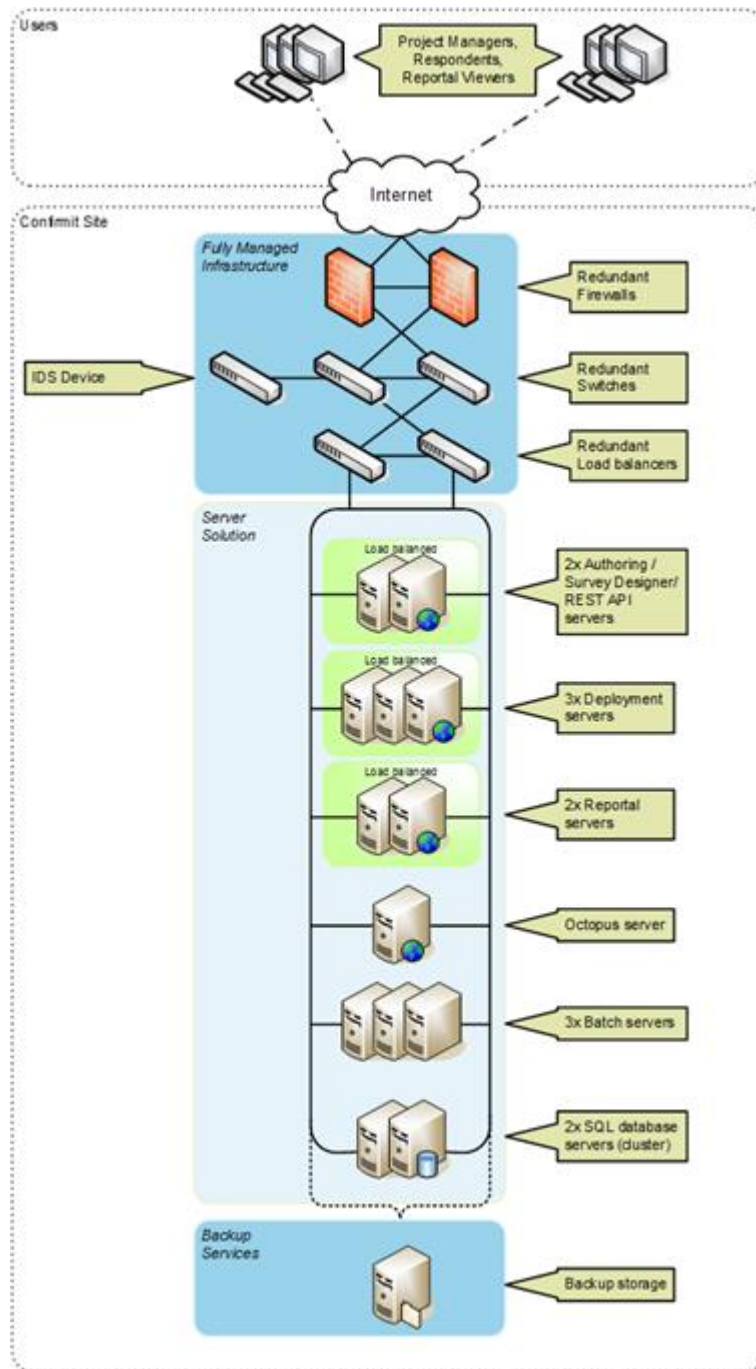 Users
Project Managers,
Respondents,
Reportal Viewers
Internet
Confirmit Site
Fully Managed
Infrastructure
Redundant
Firewalls
IDS Device
Redundant
Switches
Redundant
Load balancers
Server
Solution
Load balanced
2x Authoring /
Survey Designer/
REST API
servers
Load balanced
3x Deployment
servers
Load balanced
2x Reportal
servers
Octopus server
3x Batch servers
2x SQL database
servers (cluster)
Backup
Services
Backup storage